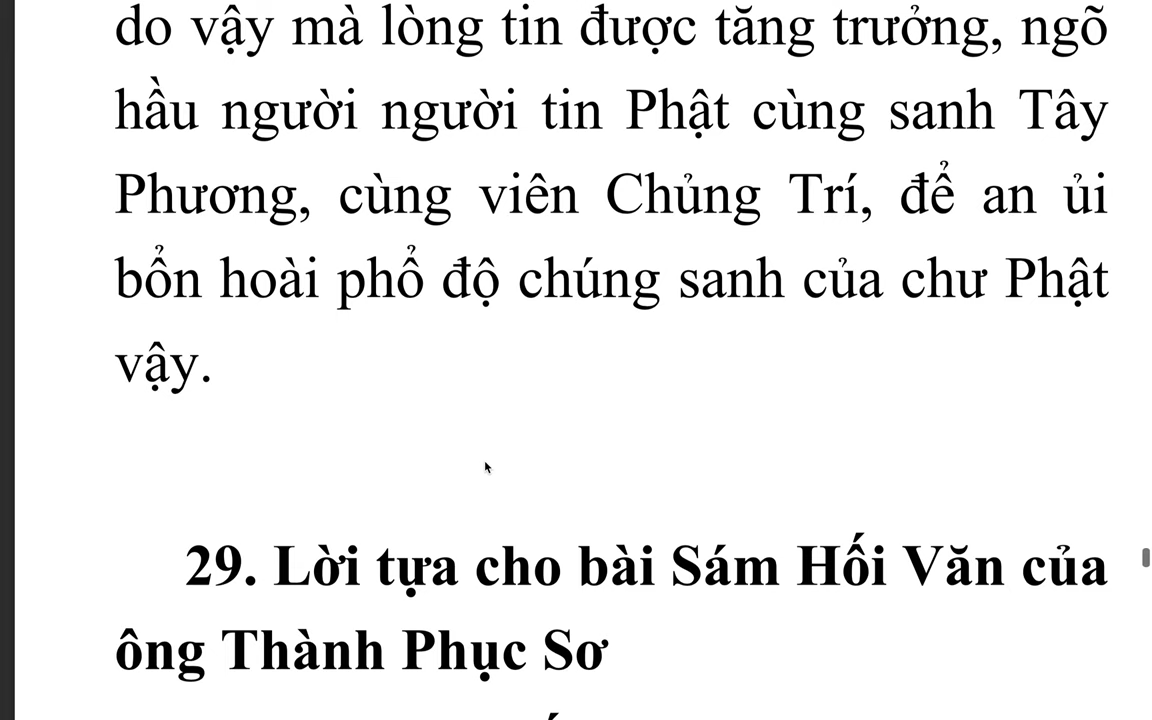 do vậy mà lòng tin được tăng trưởng, ngõ
hầu người người tin Phật cùng sanh Tây
Phương, cùng viên Chủng Trí, để an ủi
bổn hoài phổ độ chúng sanh của chư Phật
vậy.
29. Lời tựa cho bài Sám Hối Văn của
ông Thành Phục Sơ